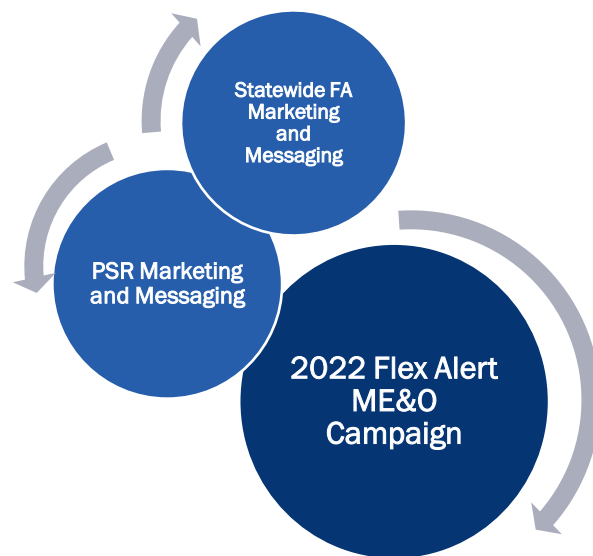 Statewide FA
Marketing
and
Messaging
PSR Marketing
and Messaging
2022 Flex Alert
ME&O
Campaign